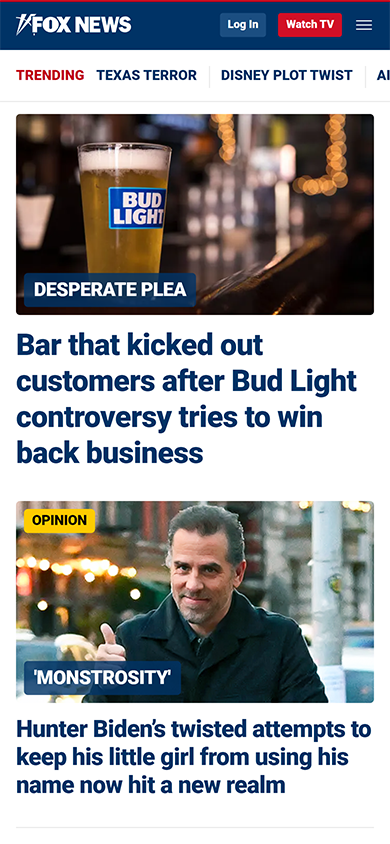 FOX NEWS
Log In
Watch TV
TRENDING TEXAS TERROR DISNEY PLOT TWIST
BUD
LIGHT
DESPERATE PLEA
Bar that kicked out
customers after Bud Light
controversy tries to win
back business
OPINION
'MONSTROSITY'
Hunter Biden’s twisted attempts to
keep his little girl from using his
name now hit a new realm